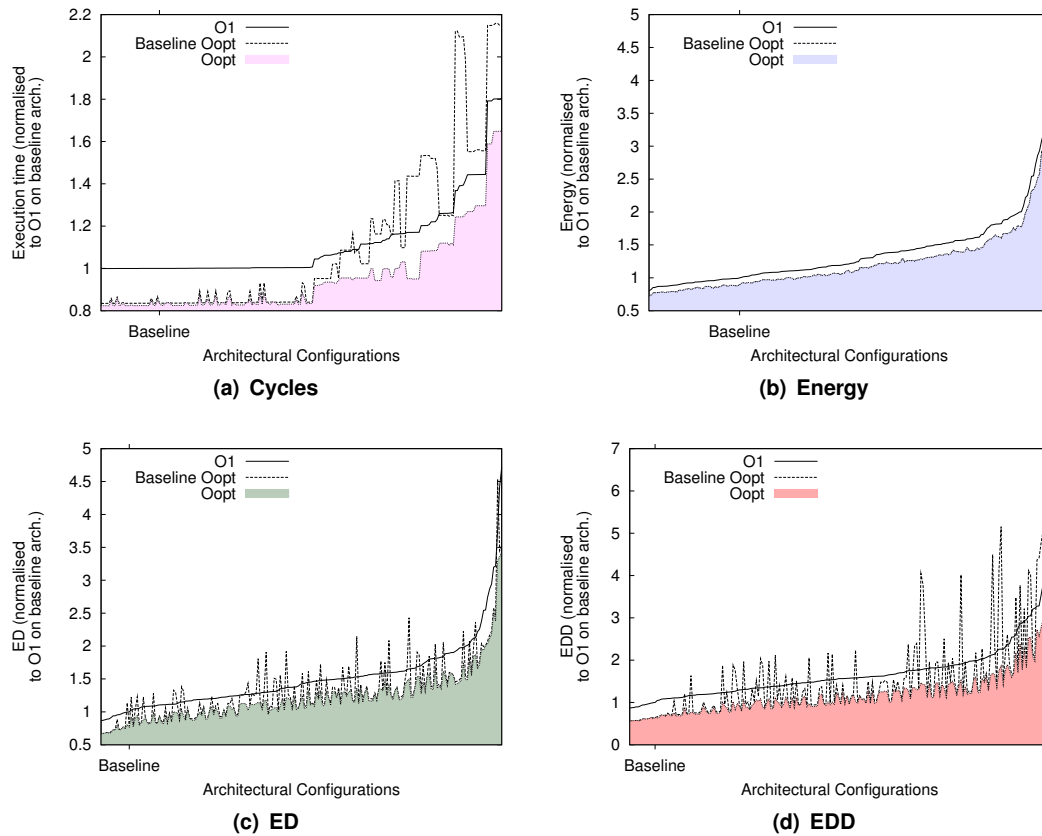 Execution time (normalised
to O1 on baseline arch.)
2.2
2
1.8
1.6
1.4
1.2
1
0.8
O1
Baseline Oopt
Oopt
Baseline
Architectural Configurations
(a) Cycles
Energy (normalised
to O1 on baseline arch.)
5
4.5
4
3.5
3
2.5
2
1.5
1
0.5
O1
Baseline Oopt
Oopt
Baseline
Architectural Configurations
(b) Energy
ED (normalised
to O1 on baseline arch.)
5
4.5
4
3.5
3
2.5
2
1.5
1
0.5
O1
Baseline Oopt
Oopt
Baseline
Architectural Configurations
(c) ED
EDD (normalised
to O1 on baseline arch.)
7
6
5
4
3
2
1
0
O1
Baseline Oopt
Oopt
Baseline
Architectural Configurations
(d) EDD